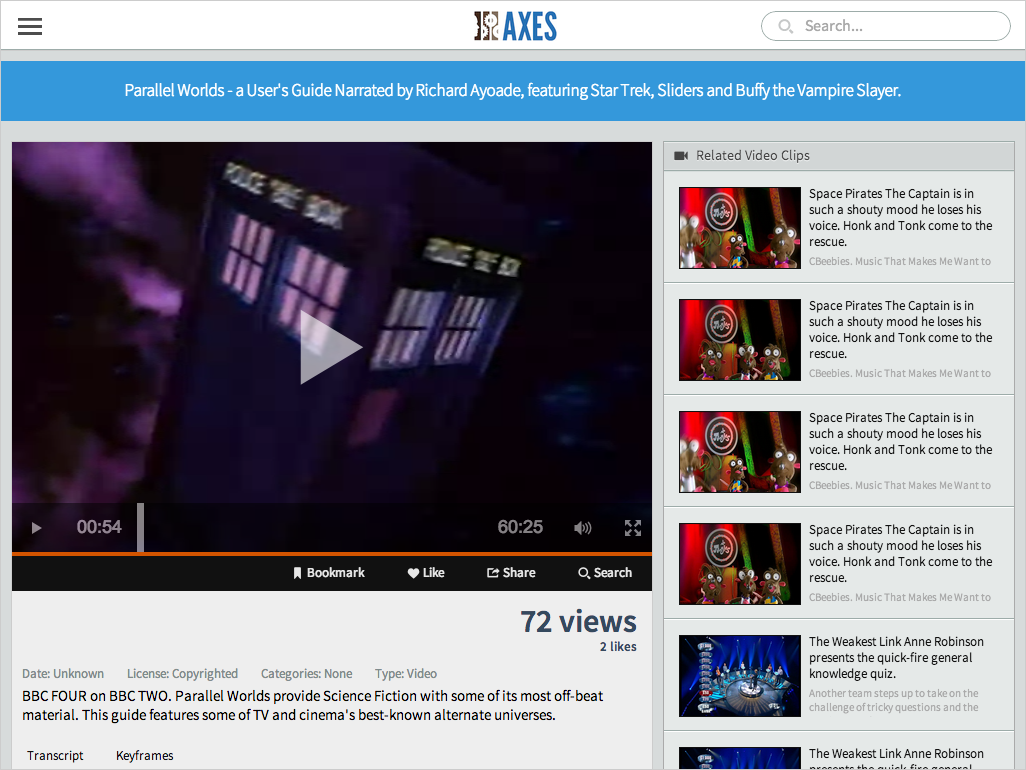 AXES
Search...
Parallel Worlds - a User's Guide Narrated by Richard Ayoade, featuring Star Trek, Sliders and Buffy the Vampire Slayer.
POLICE BOX
Related Video Clips
Space Pirates The Captain is in
such a shouty mood he loses his
voice. Honk and Tonk come to the
rescue.
CBeebies. Music That Makes Me Want to
Space Pirates The Captain is in
such a shouty mood he loses his
voice. Honk and Tonk come to the
rescue.
CBeebies. Music That Makes Me Want to
Space Pirates The Captain is in
such a shouty mood he loses his
voice. Honk and Tonk come to the
rescue.
CBeebies. Music That Makes Me Want to
Space Pirates The Captain is in
such a shouty mood he loses his
voice. Honk and Tonk come to the
rescue.
CBeebies. Music That Makes Me Want to
The Weakest Link Anne Robinson
presents the quick-fire general
knowledge quiz.
Another team steps up to take on the
challenge of tricky questions and the
The Weakest Link Anne Robinson
presents the quick-fire general
00:54
60:25
Bookmark Like Share Search
72 views
2 likes
Date: Unknown License: Copyrighted Categories: None Type: Video
BBC FOUR on BBC TWO. Parallel Worlds provide Science Fiction with some of its most off-beat
material. This guide features some of TV and cinema's best-known alternate universes.
Transcript Keyframes